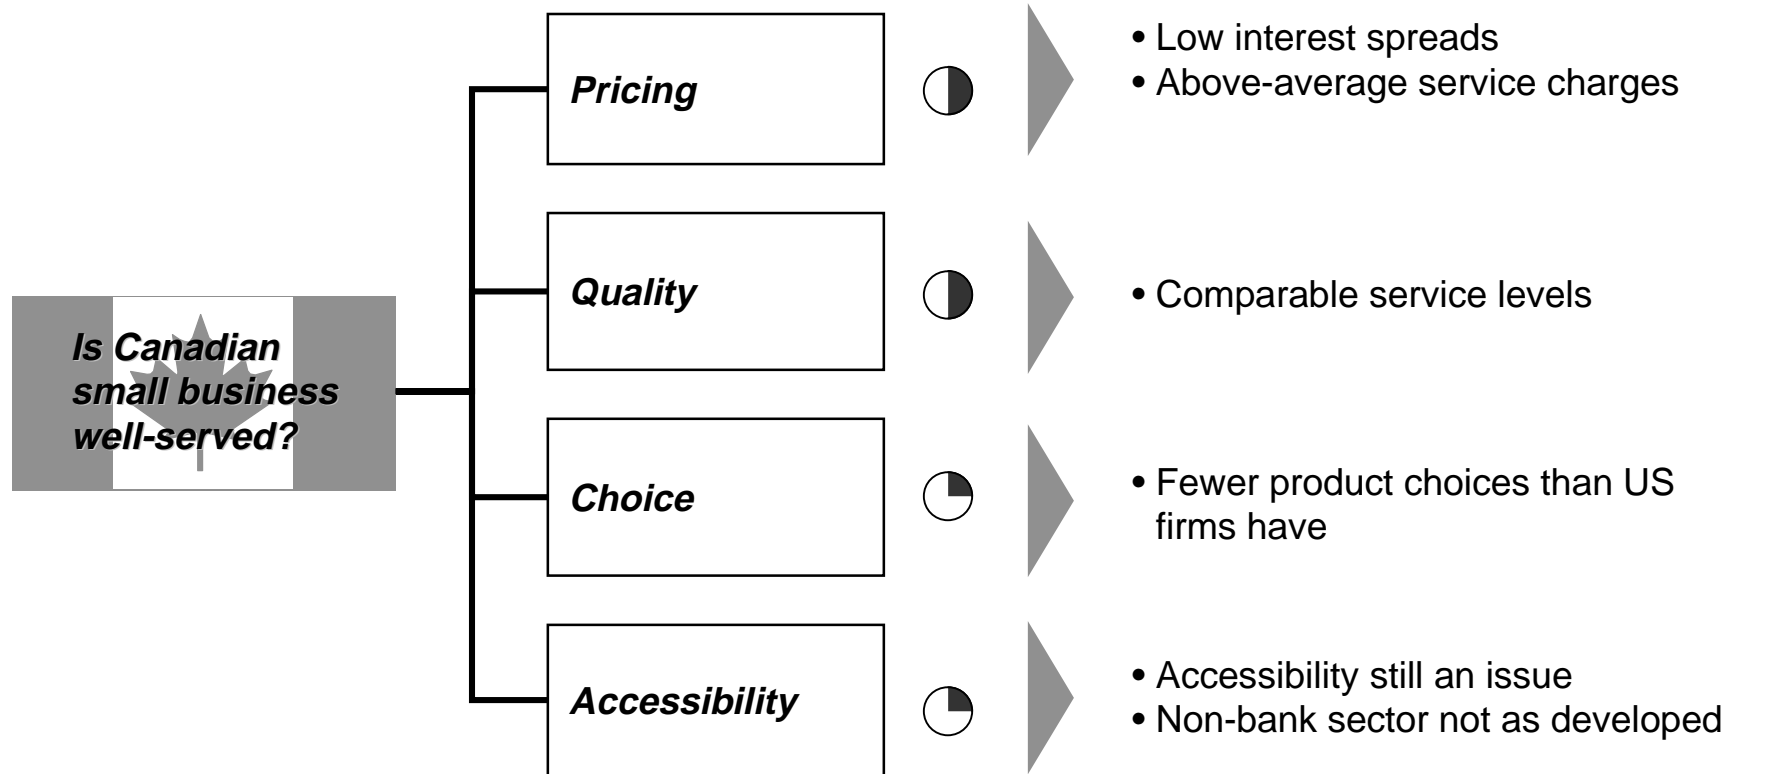 Is Canadian
small business
well-served?
Pricing
• Low interest spreads
• Above-average service charges
Quality
• Comparable service levels
Choice
• Fewer product choices than US
firms have
Accessibility
• Accessibility still an issue
• Non-bank sector not as developed